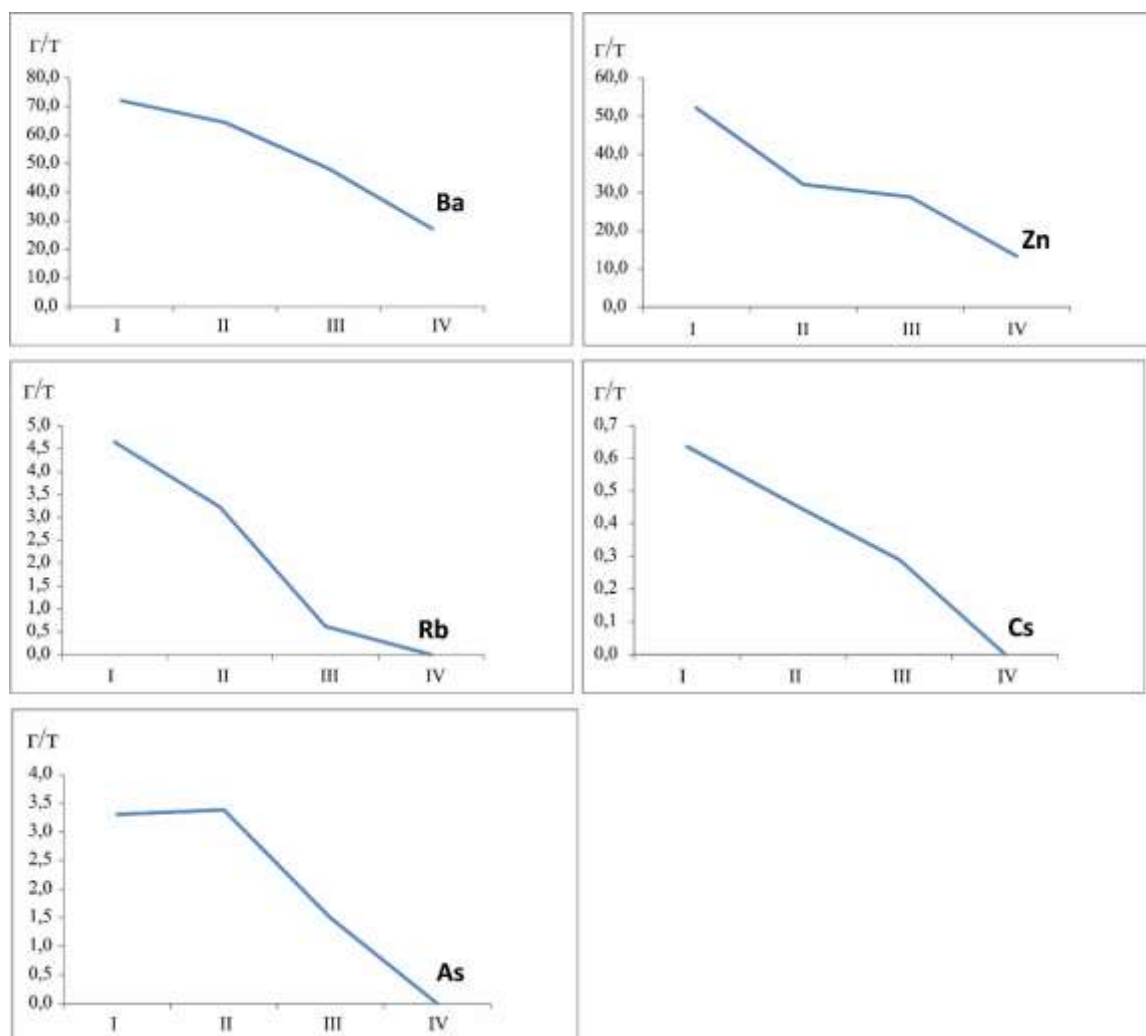 г/т
80,0
70,0
60,0
50,0
40,0
30,0
20,0
10,0
0,0
I II III IV
Ba
г/т
60,0
50,0
40,0
30,0
20,0
10,0
0,0
I II III IV
Zn
г/т
5,0
4,5
4,0
3,5
3,0
2,5
2,0
1,5
1,0
0,5
0,0
I II III IV
Rb
г/т
0,7
0,6
0,5
0,4
0,3
0,2
0,1
0,0
I II III IV
Cs
г/т
4,0
3,5
3,0
2,5
2,0
1,5
1,0
0,5
0,0
I II III IV
As